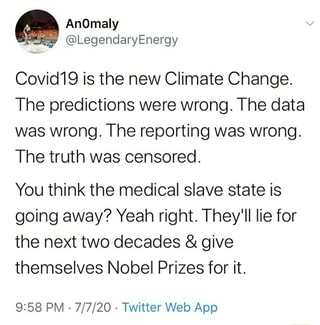 An0maly
@LegendaryEnergy
Covid19 is the new Climate Change.
The predictions were wrong. The data
was wrong. The reporting was wrong.
The truth was censored.
You think the medical slave state is
going away? Yeah right. They'll lie for
the next two decades & give
themselves Nobel Prizes for it.
9:58 PM · 7/7/20 · Twitter Web App